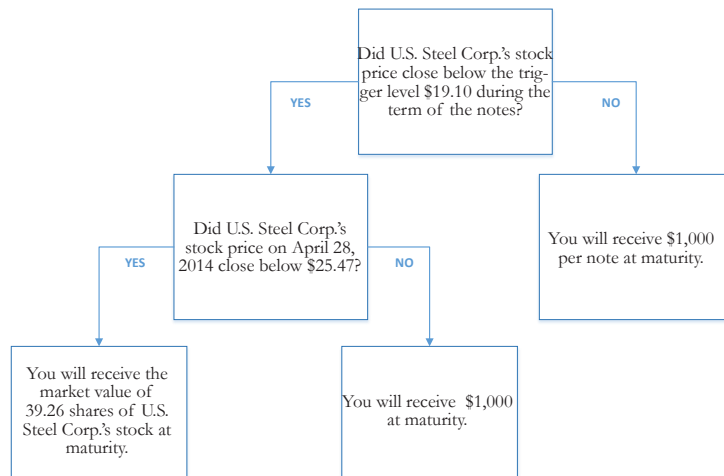 Did U.S. Steel Corp.'s stock
price close below the trig-
ger level $19.10 during the
term of the notes?
YES
NO
Did U.S. Steel Corp.'s
stock price on April 28,
2014 close below $25.47?
You will receive $1,000
per note at maturity.
YES
NO
You will receive the
market value of
39.26 shares of U.S.
Steel Corp.'s stock at
maturity.
You will receive  $1,000
at maturity.